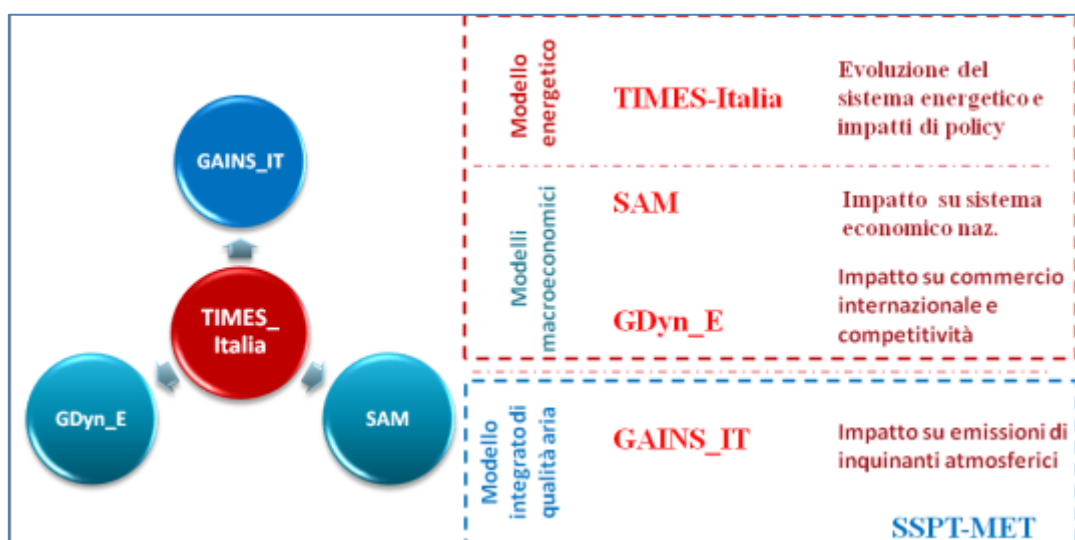 GAINS_IT
TIMES_
Italia
GDyn_E
SAM
Modello
energetico
TIMES-Italia
Evoluzione del
sistema energetico e
impatti di policy
Modelli
macroeconomici
SAM
Impatto su sistema
economico naz.
GDyn_E
Impatto su commercio
internazionale e
competitività
Modello
integrato di
qualità aria
GAINS_IT
Impatto su emissioni di
inquinanti atmosferici
SSPT-MET